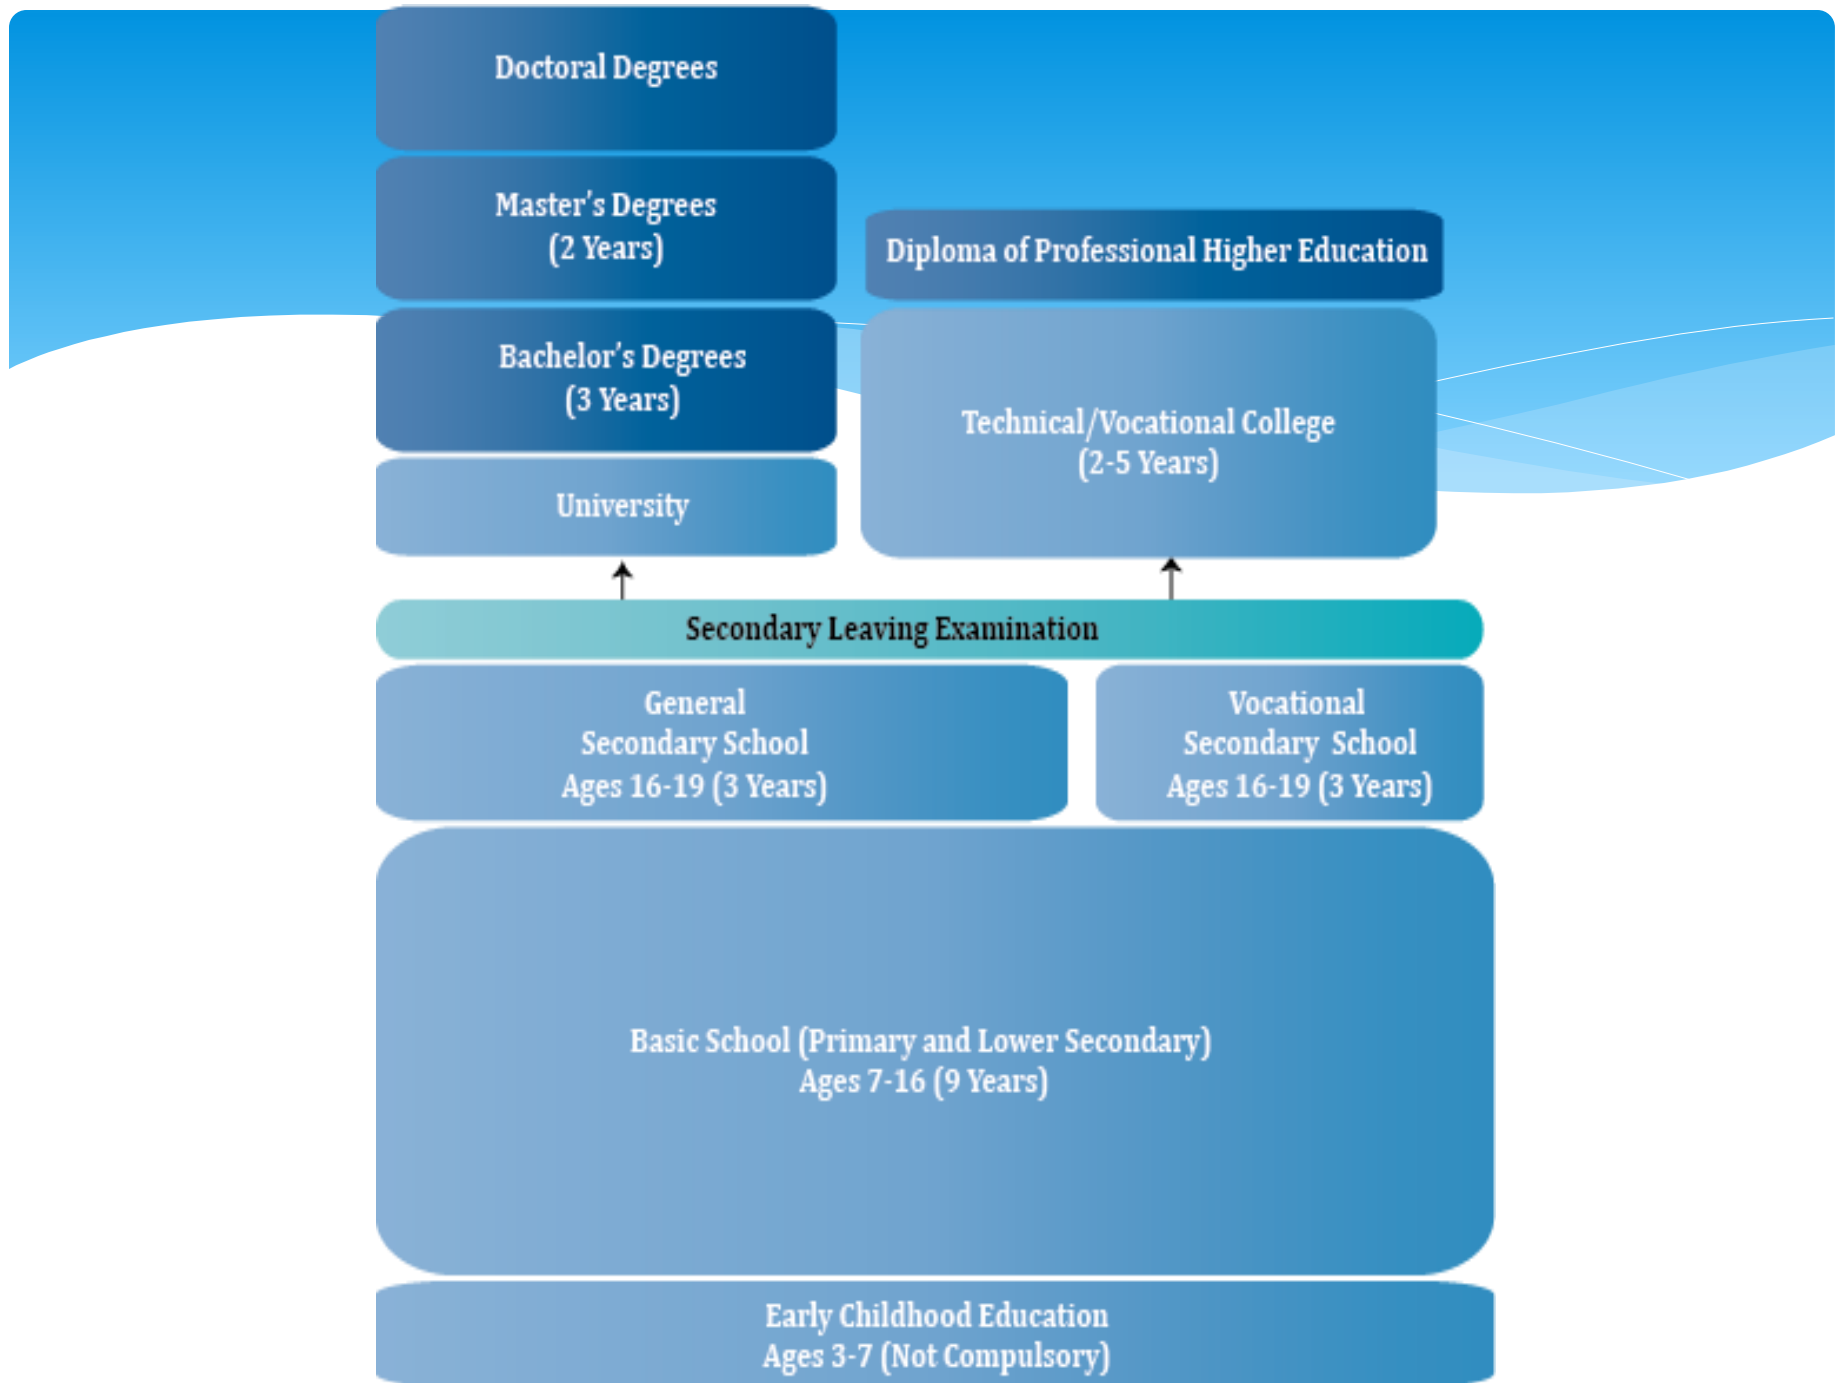 Doctoral Degrees
Master's Degrees
(2 Years)
Diploma of Professional Higher Education
Bachelor's Degrees
(3 Years)
Technical/Vocational College
(2-5 Years)
University
Secondary Leaving Examination
General
Secondary School
Ages 16-19 (3 Years)
Vocational
Secondary School
Ages 16-19 (3 Years)
Basic School (Primary and Lower Secondary)
Ages 7-16 (9 Years)
Early Childhood Education
Ages 3-7 (Not Compulsory)